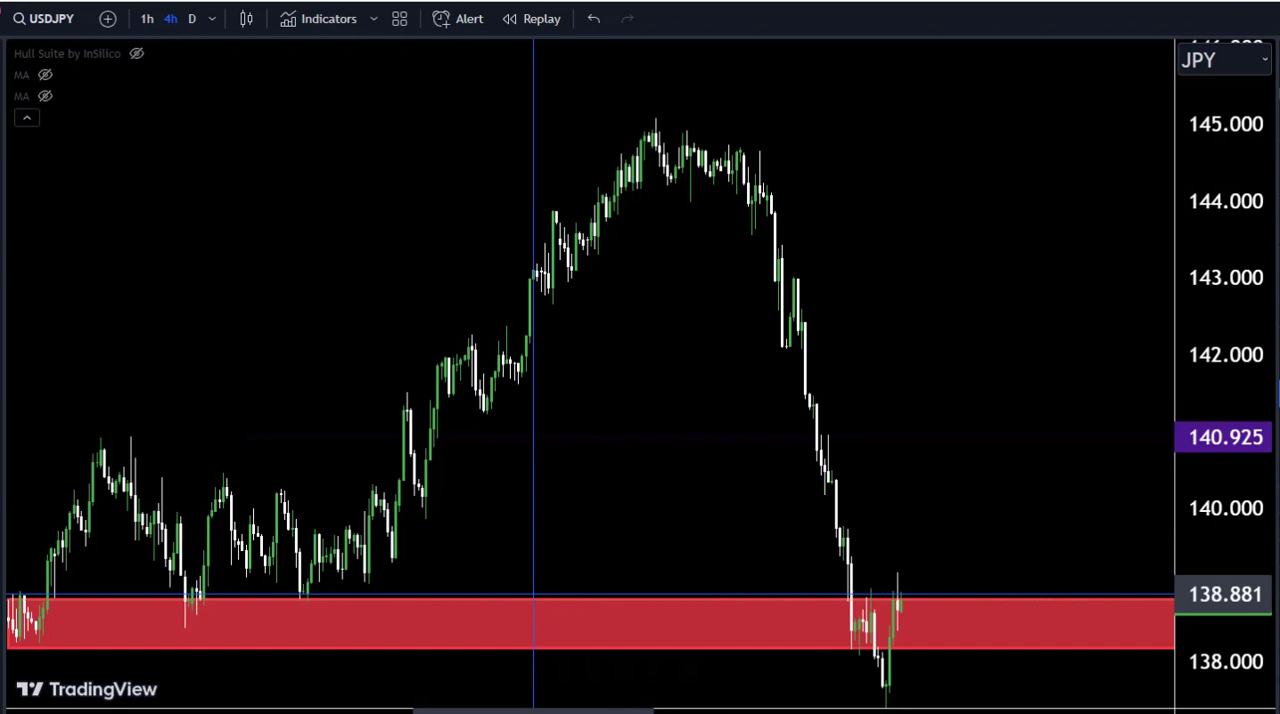 USDJPY 1h 4h D Indicators Alert Replay
Hull Suite by InSilico
MA
MA
JPY
145.000
144.000
143.000
142.000
140.925
140.000
138.881
138.000
TradingView